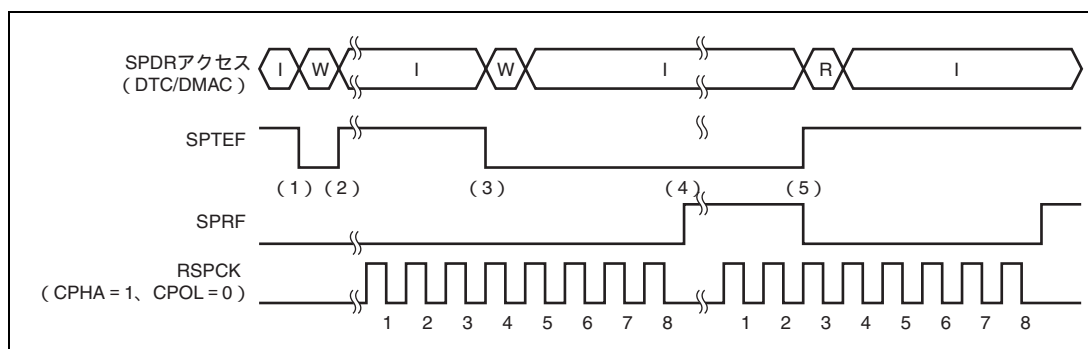 SPDRアクセス
( DTC/DMAC )
I W I W I R I
SPTEF
( 1 ) ( 2 ) ( 3 ) ( 4 ) ( 5 )
SPRF
RSPCK
( CPHA = 1、CPOL = 0 )
1 2 3 4 5 6 7 8 1 2 3 4 5 6 7 8